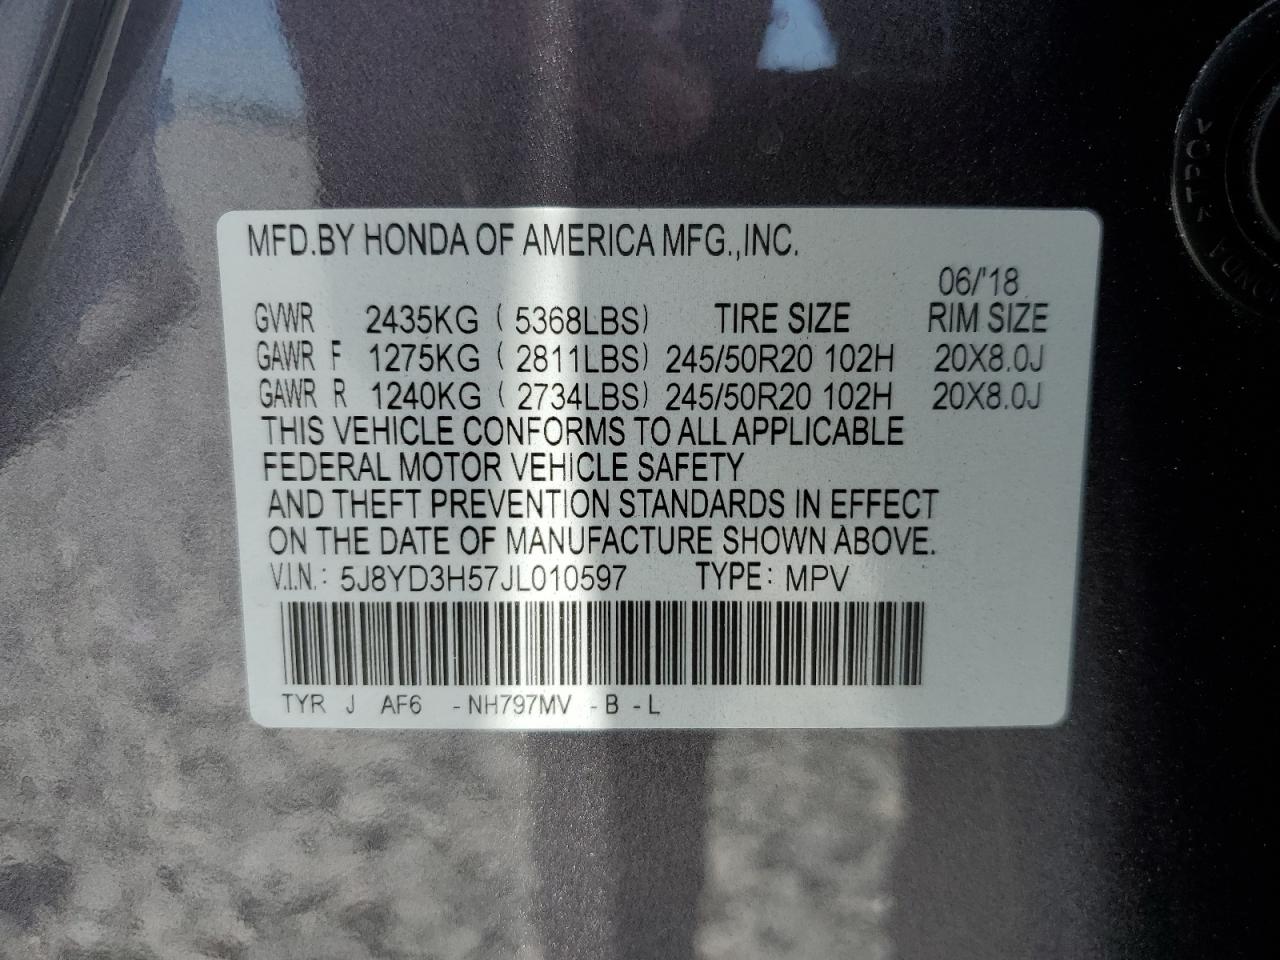 MFD.BY HONDA OF AMERICA MFG.,INC.
06/'18
GVWR 2435KG ( 5368LBS) TIRE SIZE RIM SIZE
GAWR F 1275KG ( 2811LBS) 245/50R20 102H 20X8.0J
GAWR R 1240KG ( 2734LBS) 245/50R20 102H 20X8.0J
THIS VEHICLE CONFORMS TO ALL APPLICABLE
FEDERAL MOTOR VEHICLE SAFETY
AND THEFT PREVENTION STANDARDS IN EFFECT
ON THE DATE OF MANUFACTURE SHOWN ABOVE.
V.I.N.: 5J8YD3H57JL010597 TYPE: MPV
TYR J AF6 - NH797MV - B - L